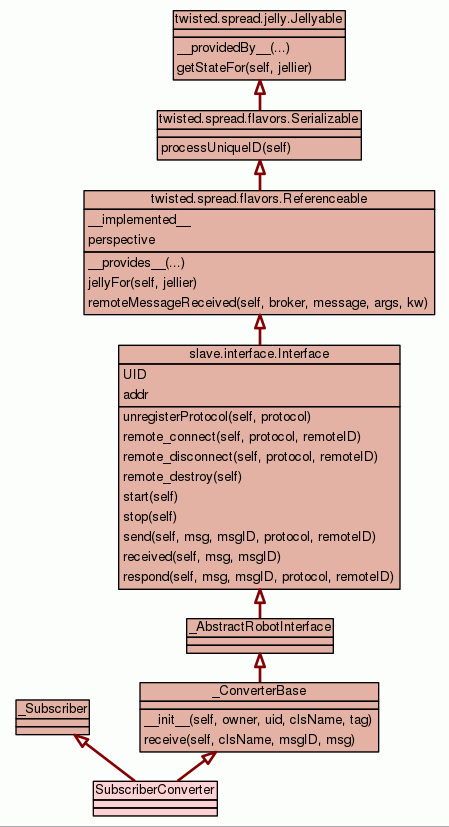 twisted.spread.jelly.Jellyable
__providedBy__(...)
getStateFor(self, jellier)
twisted.spread.flavors.Serializable
processUniqueID(self)
twisted.spread.flavors.Referenceable
__implemented__
perspective
__provides__(...)
jellyFor(self, jellier)
remoteMessageReceived(self, broker, message, args, kw)
slave.interface.Interface
UID
addr
unregisterProtocol(self, protocol)
remote_connect(self, protocol, remoteID)
remote_disconnect(self, protocol, remoteID)
remote_destroy(self)
start(self)
stop(self)
send(self, msg, msgID, protocol, remoteID)
received(self, msg, msgID)
respond(self, msg, msgID, protocol, remoteID)
_AbstractRobotInterface
_ConverterBase
__init__(self, owner, uid, clsName, tag)
receive(self, clsName, msgID, msg)
_Subscriber
SubscriberConverter